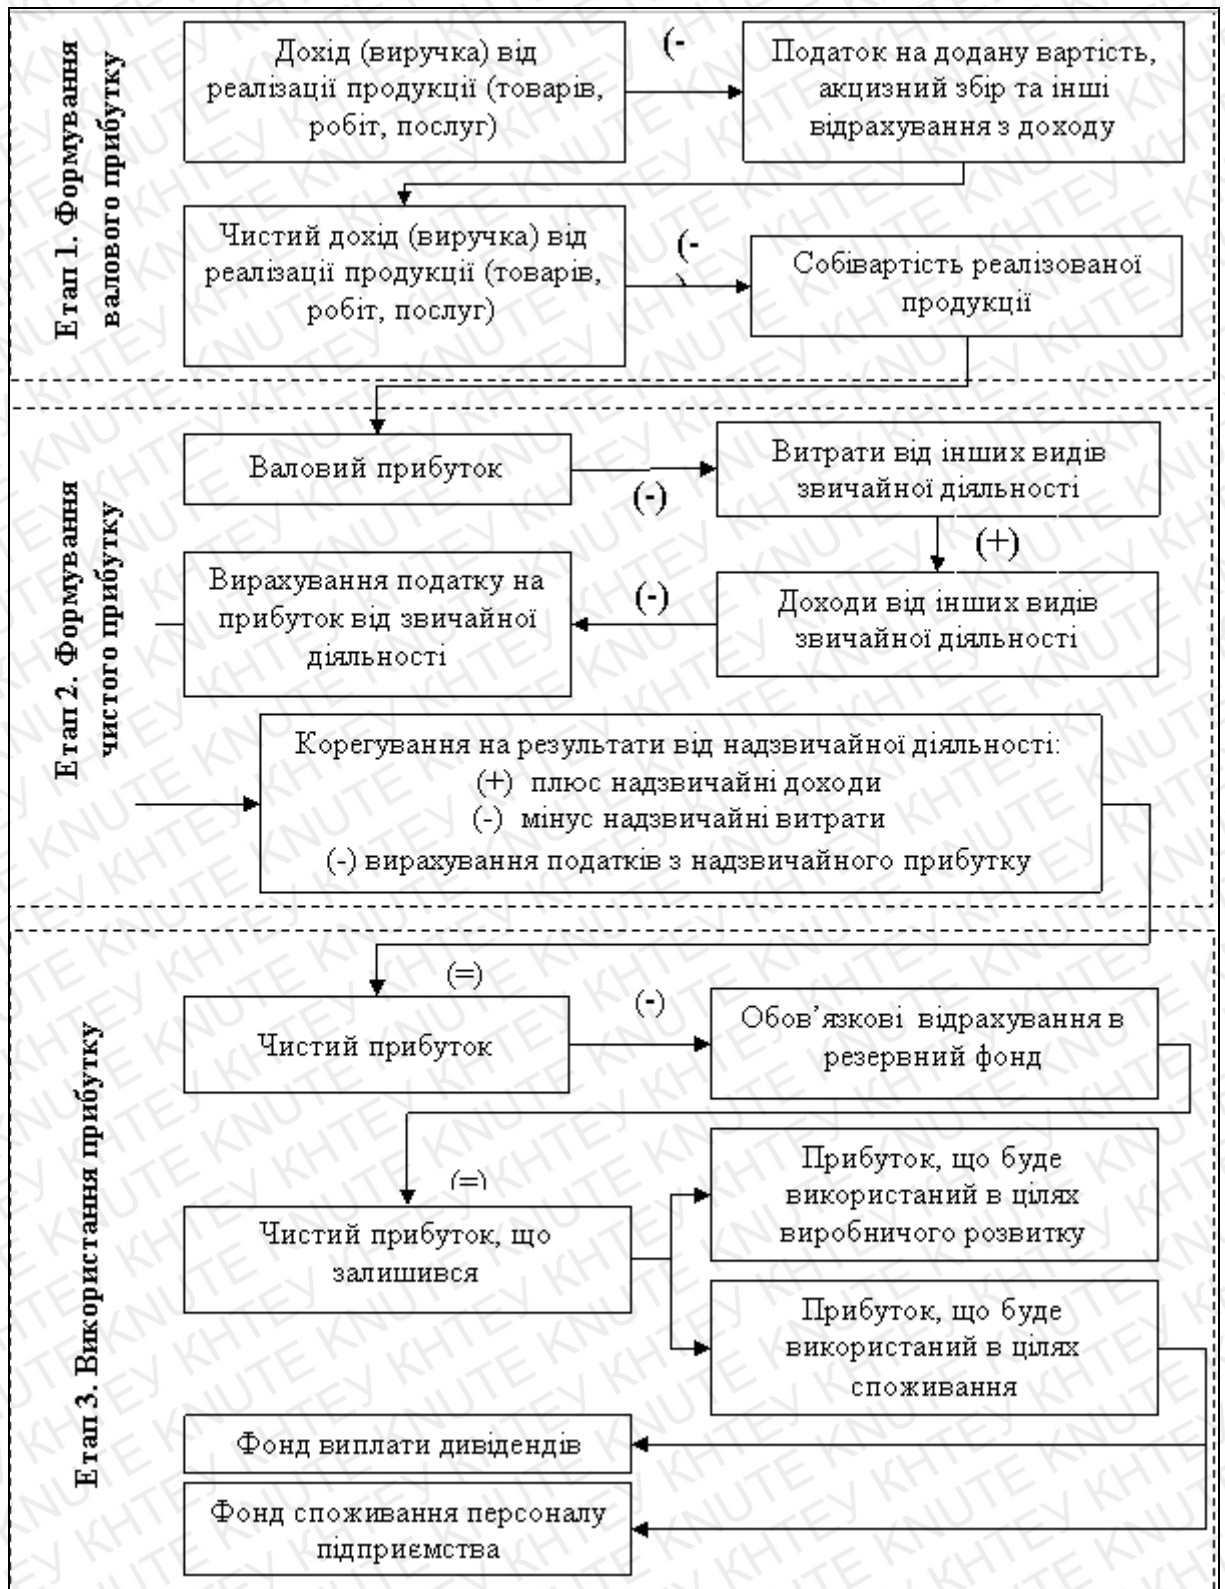 Етап 1. Формування
валового прибутку
Дохід (виручка) від
реалізації продукції (товарів,
робіт, послуг)
(-
Податок на додану вартість,
акцизний збір та інші
відрахування з доходу
Чистий дохід (виручка) від
реалізації продукції (товарів,
робіт, послуг)
(-
Собівартість реалізованої
продукції
Етап 2. Формування
чистого прибутку
Валовий прибуток
(-)
Витрати від інших видів
звичайної діяльності
(+)
Вирахування податку на
прибуток від звичайної
діяльності
(-)
Доходи від інших видів
звичайної діяльності
Корегування на результати від надзвичайної діяльності:
(+) плюс надзвичайні доходи
(-) мінус надзвичайні витрати
(-) вирахування податків з надзвичайного прибутку
Етап 3. Використання прибутку
(=)
Чистий прибуток
(-)
Обов’язкові відрахування в
резервний фонд
(=)
Чистий прибуток, що
залишився
Прибуток, що буде
використаний в цілях
виробничого розвитку
Прибуток, що буде
використаний в цілях
споживання
Фонд виплати дивідендів
Фонд споживання персоналу
підприємства
KNUTE КНТЕУ